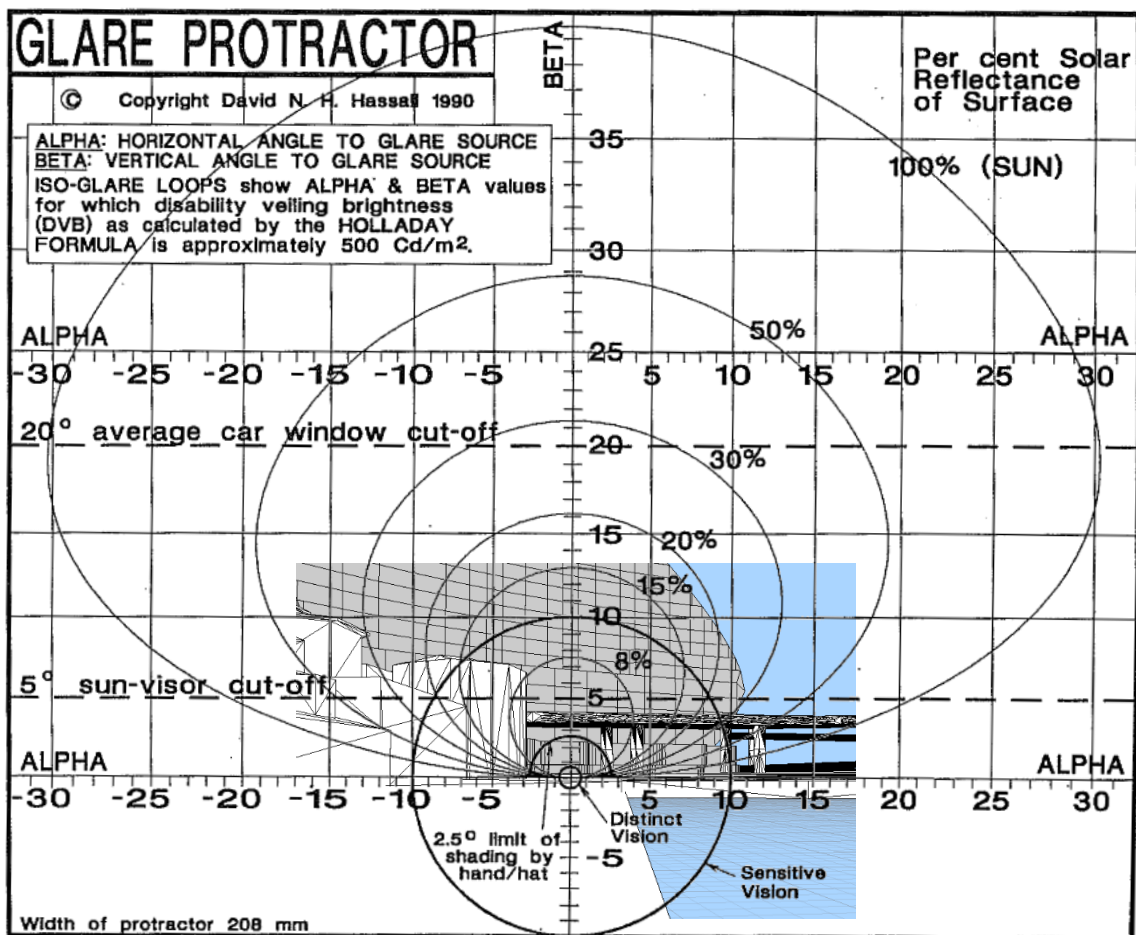 GLARE PROTRACTOR
© Copyright David N. H. Hassall 1990
ALPHA: HORIZONTAL ANGLE TO GLARE SOURCE
BETA: VERTICAL ANGLE TO GLARE SOURCE
ISO-GLARE LOOPS show ALPHA & BETA values
for which disability veiling brightness
(DVB) as calculated by the HOLLADAY
FORMULA is approximately 500 Cd/m².
BETA
Per cent Solar
Reflectance
of Surface
35
100% (SUN)
30
50%
ALPHA
25
ALPHA
-30 -25 -20 -15 -10 -5 5 10 15 20 25 30
20° average car window cut-off
20
30%
15
20%
15%
10
8%
5° sun-visor cut-off
5
ALPHA
ALPHA
-30 -25 -20 -15 -10 -5 5 10 15 20 25 30
Distinct
Vision
2.5° limit of
shading by
hand/hat
-5
Sensitive
Vision
Width of protractor 208 mm